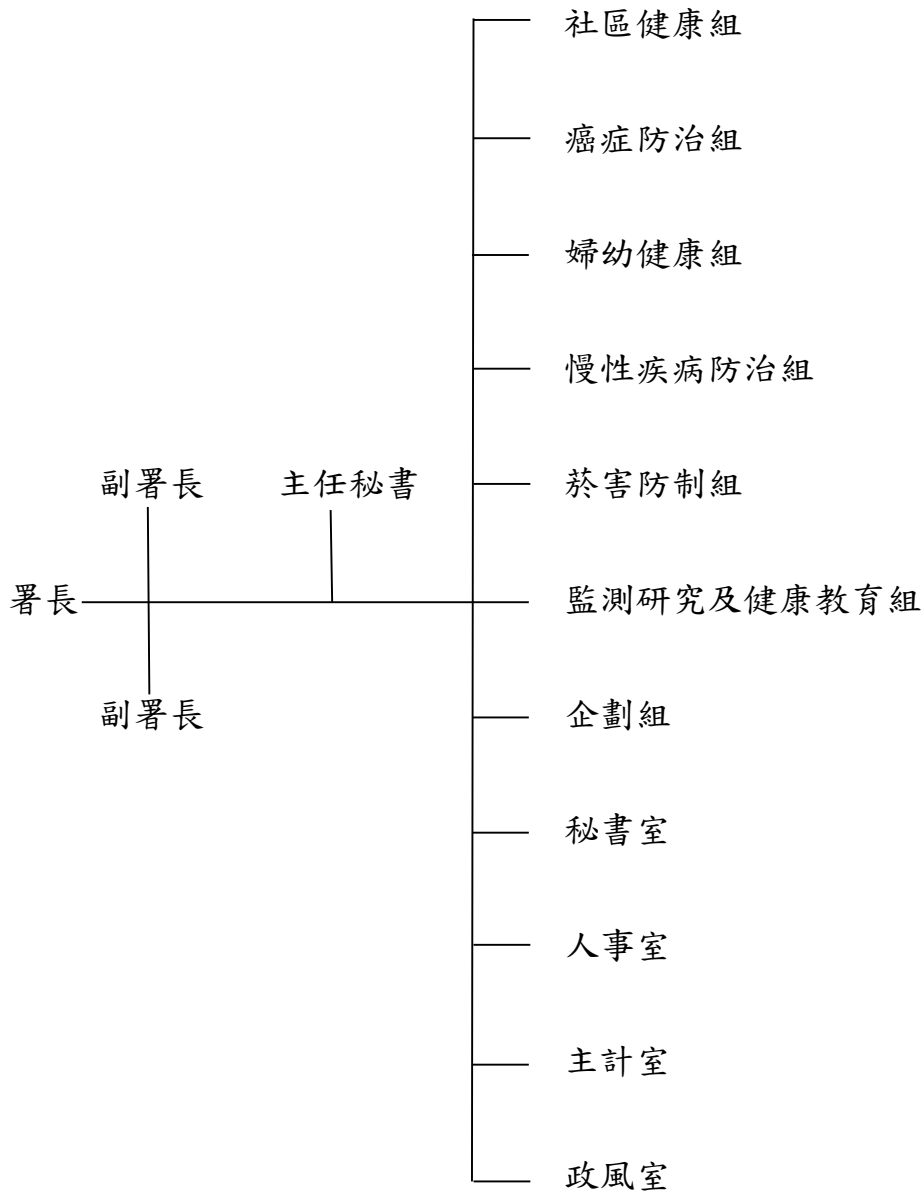 社區健康組
癌症防治組
婦幼健康組
慢性疾病防治組
副署長 主任秘書 菸害防制組
署長 監測研究及健康教育組
副署長 企劃組
秘書室
人事室
主計室
政風室